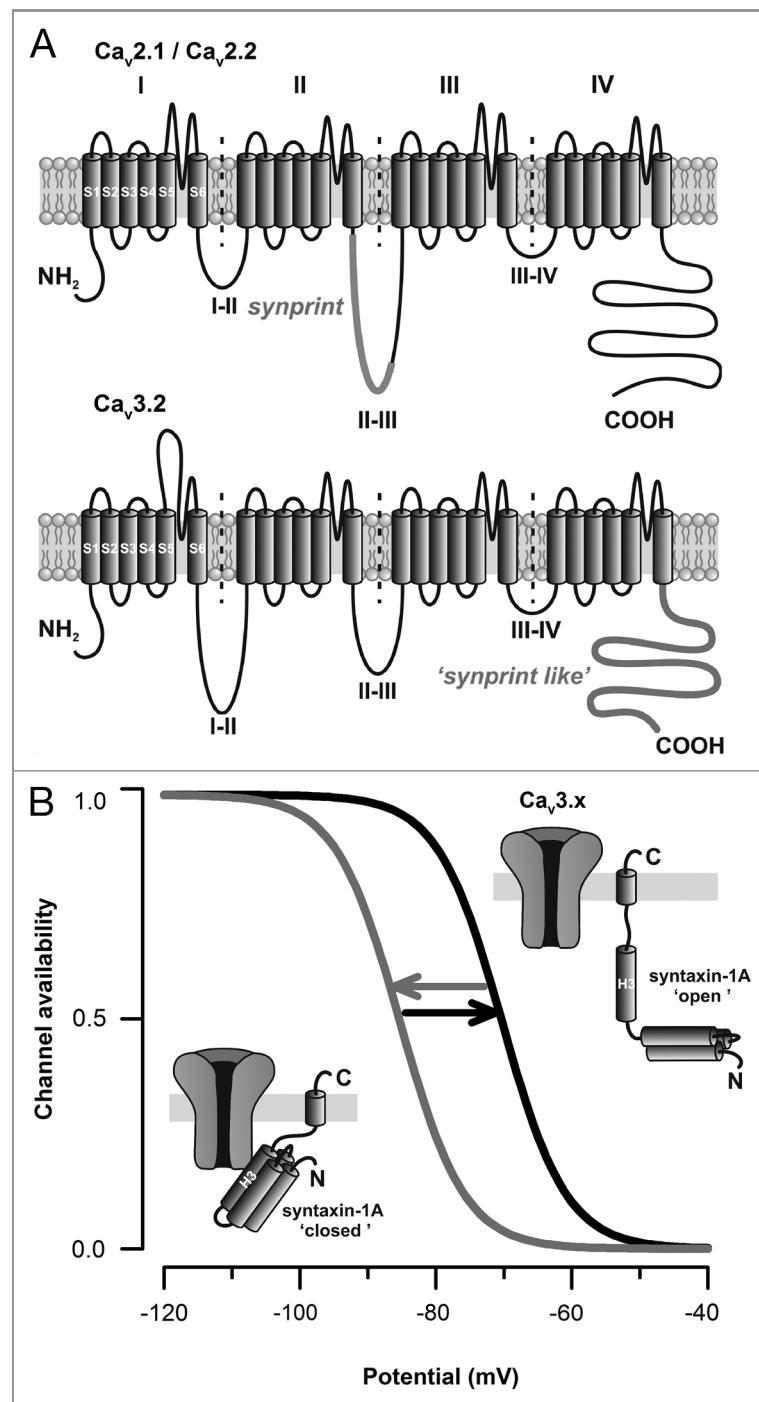 A
Cav2.1 / Cav2.2
I II III IV
S1 S2 S3 S4 S5 S6
NH2
I-II
synprint
II-III
III-IV
COOH
Cav3.2
S1 S2 S3 S4 S5 S6
NH2
I-II
II-III
III-IV
'synprint like'
COOH
B
Channel availability
1.0
0.5
0.0
Cav3.x
C
H3
syntaxin-1A
'open '
N
C
H3
N
syntaxin-1A
'closed '
-120 -100 -80 -60 -40
Potential (mV)